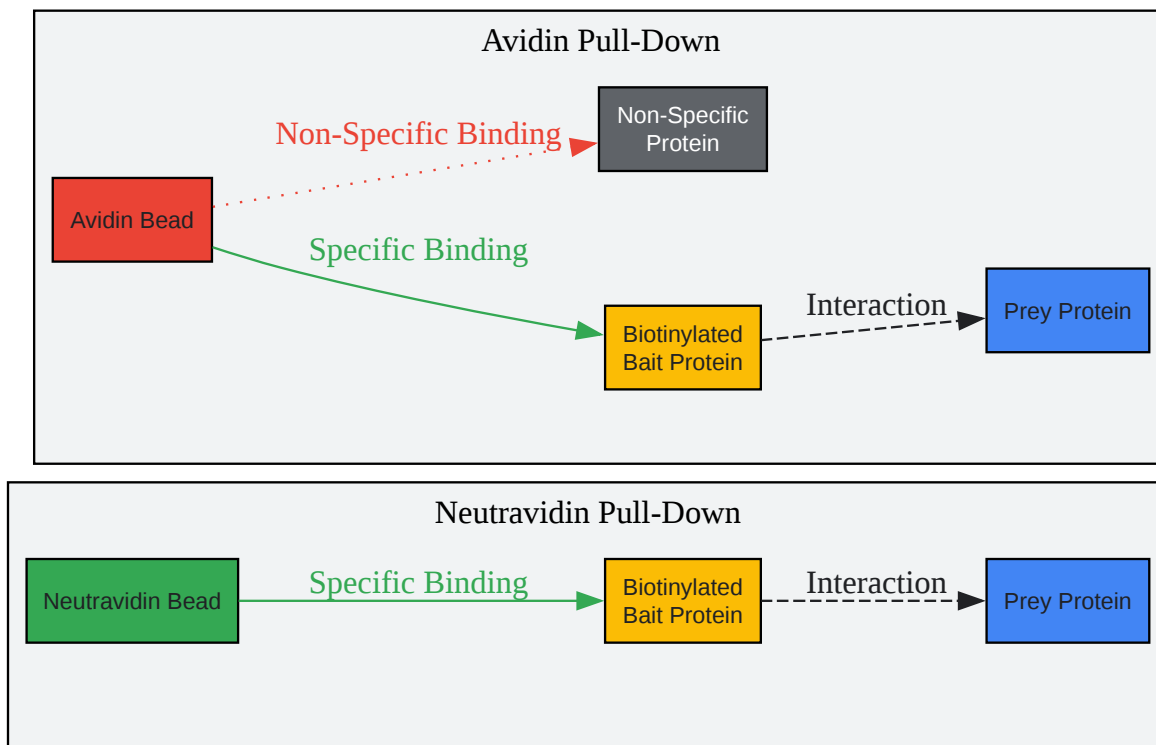 Avidin Pull-Down
Non-Specific
Protein
Non-Specific Binding
Avidin Bead
Specific Binding
Biotinylated
Bait Protein
Interaction
Prey Protein
Neutravidin Pull-Down
Neutravidin Bead
Specific Binding
Biotinylated
Bait Protein
Interaction
Prey Protein